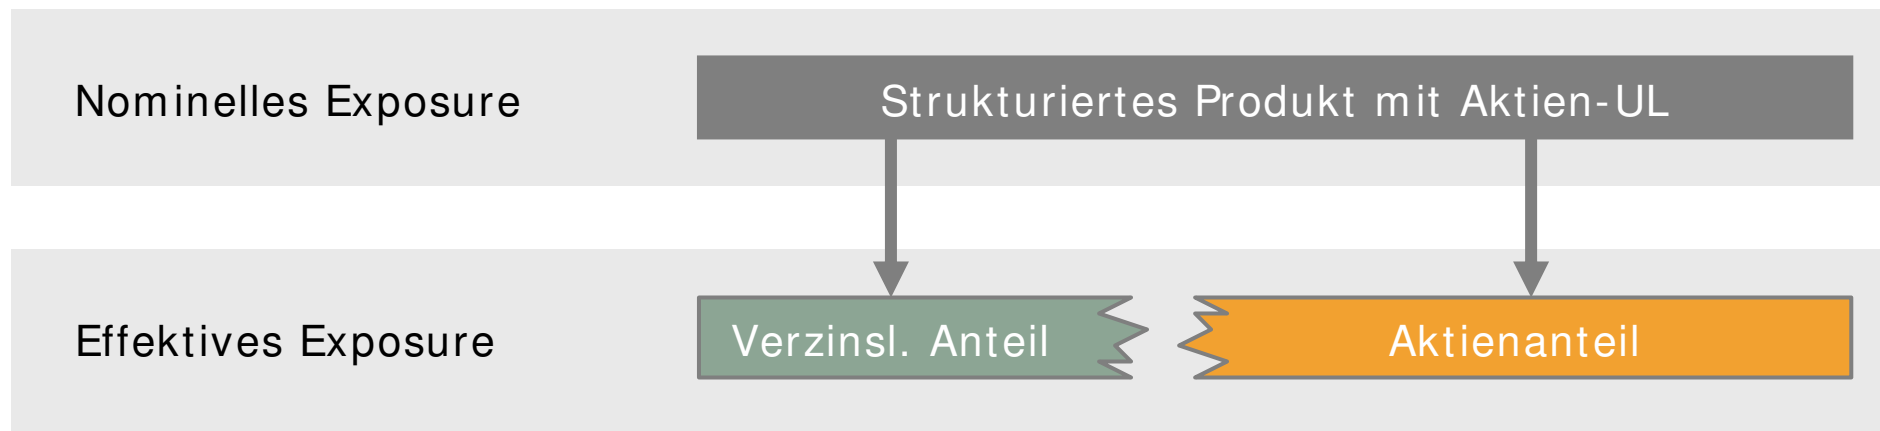 Nominelles Exposure
Strukturiertes Produkt mit Aktien-UL
Effektives Exposure
Verzinsl. Anteil
Aktienanteil